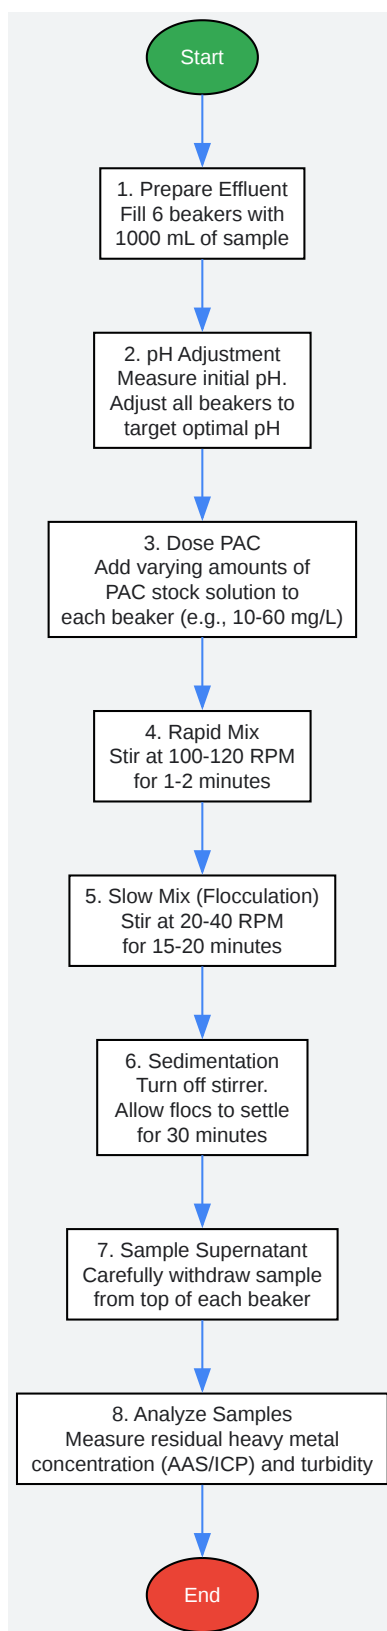 Start
1. Prepare Effluent
Fill 6 beakers with
1000 mL of sample
2. pH Adjustment
Measure initial pH.
Adjust all beakers to
target optimal pH
3. Dose PAC
Add varying amounts of
PAC stock solution to
each beaker (e.g., 10-60 mg/L)
4. Rapid Mix
Stir at 100-120 RPM
for 1-2 minutes
5. Slow Mix (Flocculation)
Stir at 20-40 RPM
for 15-20 minutes
6. Sedimentation
Turn off stirrer.
Allow flocs to settle
for 30 minutes
7. Sample Supernatant
Carefully withdraw sample
from top of each beaker
8. Analyze Samples
Measure residual heavy metal
concentration (AAS/ICP) and turbidity
End